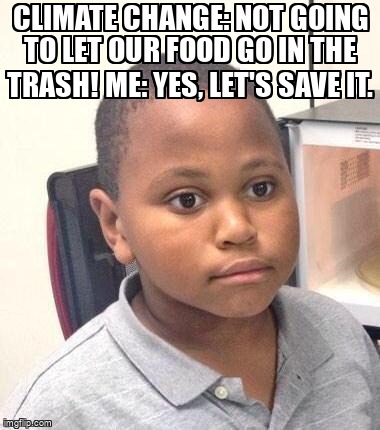 CLIMATE CHANGE: NOT GOING
TO LET OUR FOOD GO IN THE
TRASH! ME: YES, LET'S SAVE IT.
imgflip.com